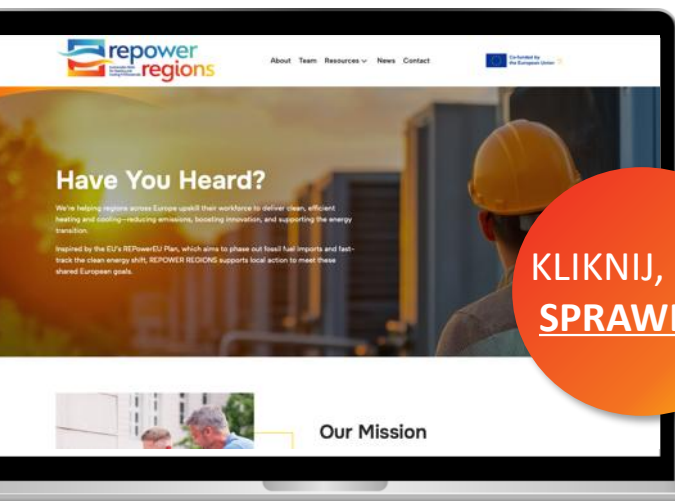 repower
regions
About Team Resources News Contact
Co-funded by
the European Union
Have You Heard?
We're helping regions across Europe upskill their workforce to deliver clean, efficient
heating and cooling—reducing emissions, boosting innovation, and supporting the energy
transition.
Inspired by the EU's REPowerEU Plan, which aims to phase out fossil fuel imports and fast-
track the clean energy shift, REPOWER REGIONS supports local action to meet these
shared European goals.
KLIKNIJ,
Our Mission